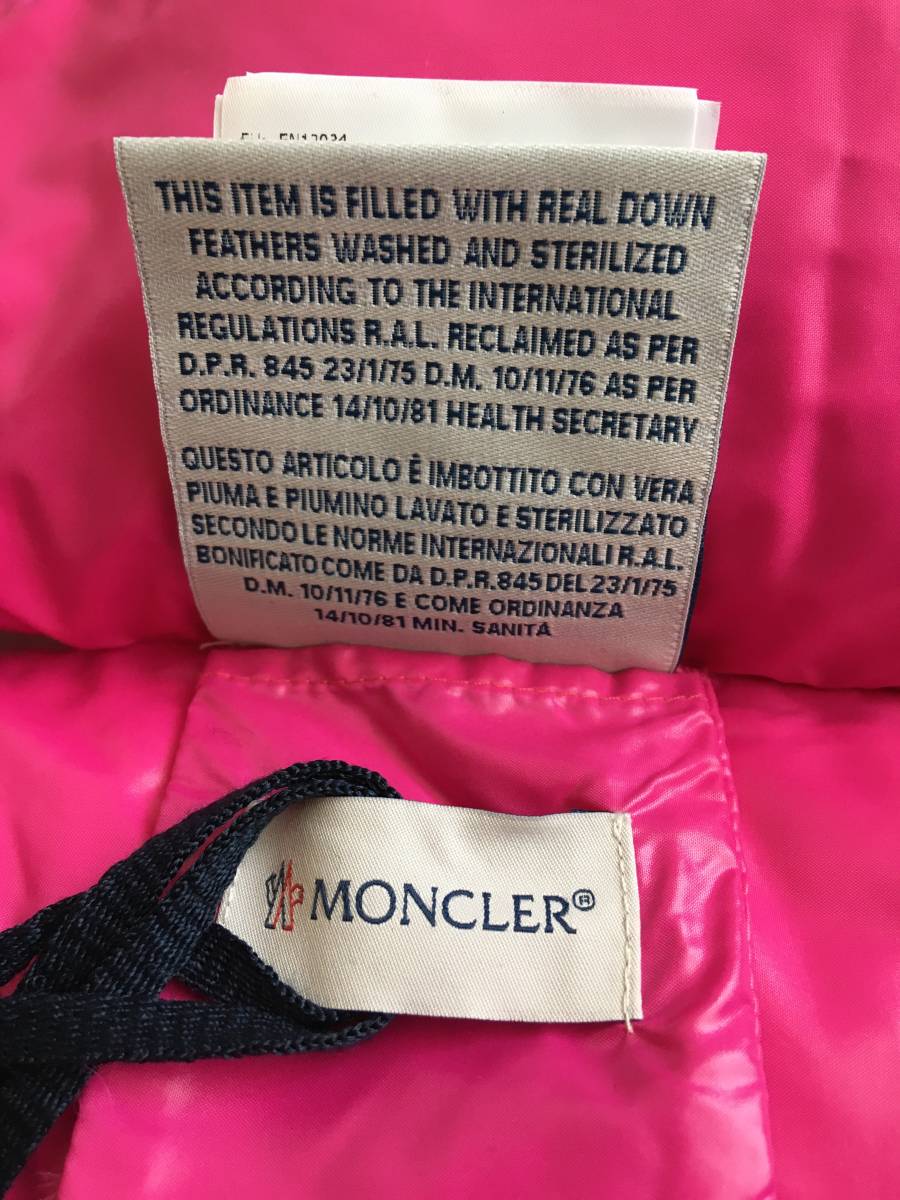 THIS ITEM IS FILLED WITH REAL DOWN
FEATHERS WASHED AND STERILIZED
ACCORDING TO THE INTERNATIONAL
REGULATIONS R.A.L. RECLAIMED AS PER
D.P.R. 845 23/1/75 D.M. 10/11/76 AS PER
ORDINANCE 14/10/81 HEALTH SECRETARY
QUESTO ARTICOLO È IMBOTTITO CON VERA
PIUMA E PIUMINO LAVATO E STERILIZZATO
SECONDO LE NORME INTERNAZIONALI R.A.L.
BONIFICATO COME DA D.P.R. 845 DEL 23/1/75
D.M. 10/11/76 E COME ORDINANZA
14/10/81 MIN. SANITÁ
MONCLER®